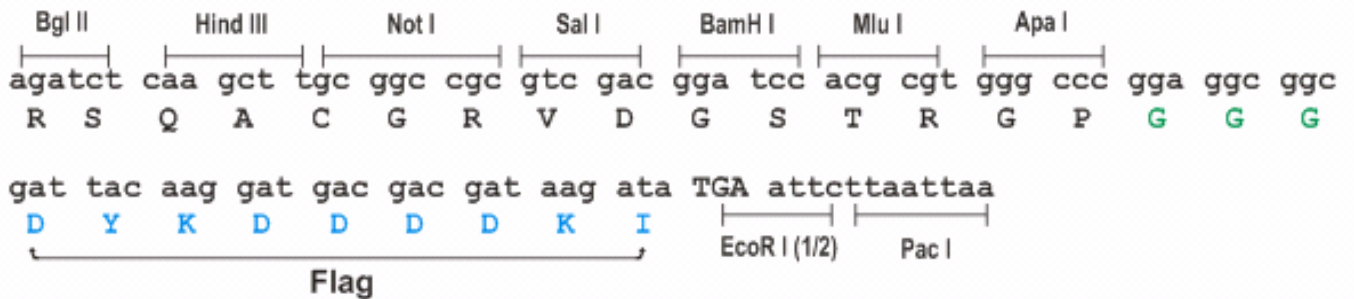 Bgl II Hind III Not I Sal I BamH I Mlu I Apa I
agatct caa gct tgc ggc cgc gtc gac gga tcc acg cgt ggg ccc gga ggc ggc
R S Q A C G R V D G S T R G P G G G
gat tac aag gat gac gac gat aag ata TGA attcttaattaa
D Y K D D D D K I
EcoR I (1/2) Pac I
Flag